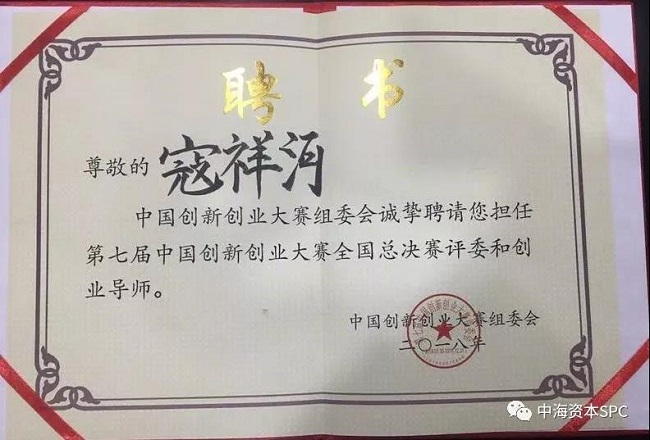 聘 书
尊敬的 寇祥河
中国创新创业大赛组委会诚挚聘请您担任
第七届中国创新创业大赛全国总决赛评委和创
业导师。
中国创新创业大赛组委会
二〇一八年
中海资本SPC